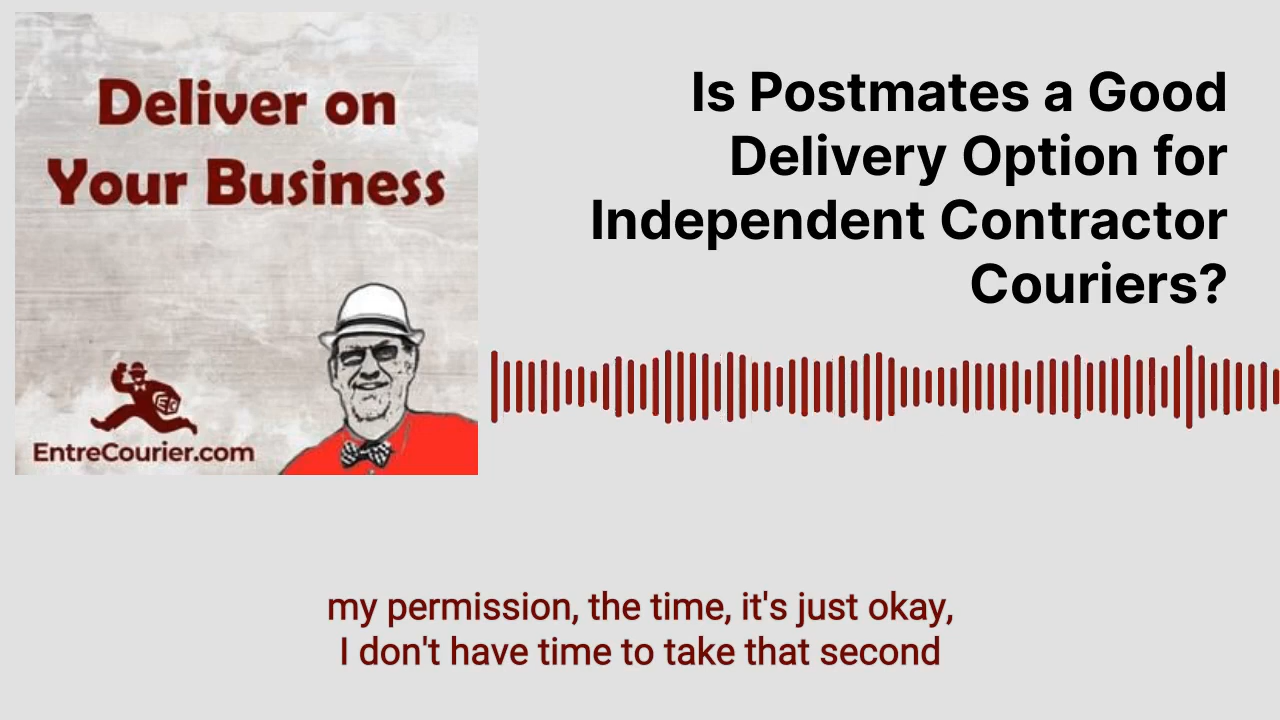 Deliver on
Your Business
EntreCourier.com
Is Postmates a Good
Delivery Option for
Independent Contractor
Couriers?
my permission, the time, it's just okay,
I don't have time to take that second